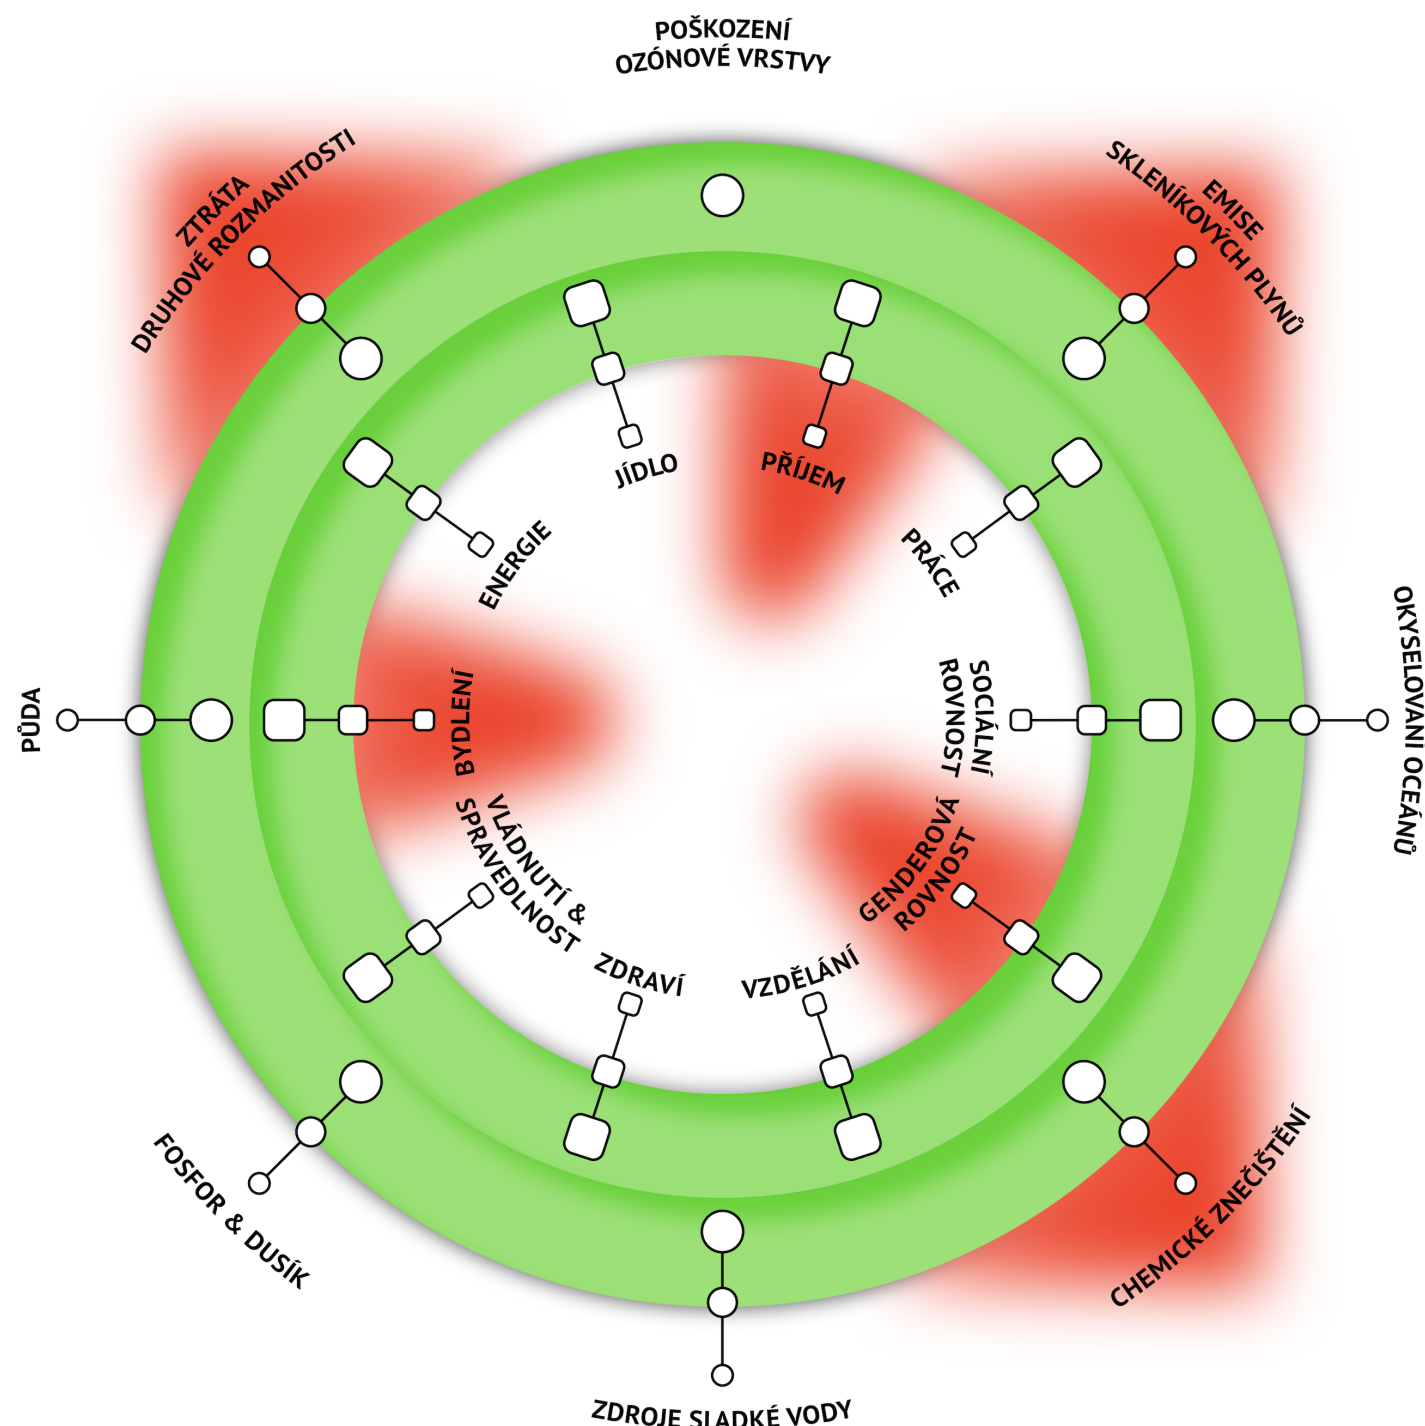 POŠKOZENÍ
OZÓNOVÉ VRSTVY
ZTRÁTA
DRUHOVÉ ROZMANITOSTI
EMISE
SKLENÍKOVÝCH PLYNŮ
JÍDLO
PŘÍJEM
ENERGIE
PRÁCE
PŮDA
BYDLENÍ
SOCIÁLNÍ
ROVNOST
OKYSELOVANI OCEÁNŮ
VLÁDNUTÍ &
SPRAVEDLNOST
GENDEROVÁ
ROVNOST
ZDRAVÍ
VZDĚLÁNÍ
FOSFOR & DUSÍK
CHEMICKÉ ZNEČIŠTĚNÍ
ZDROJE SLADKÉ VODY